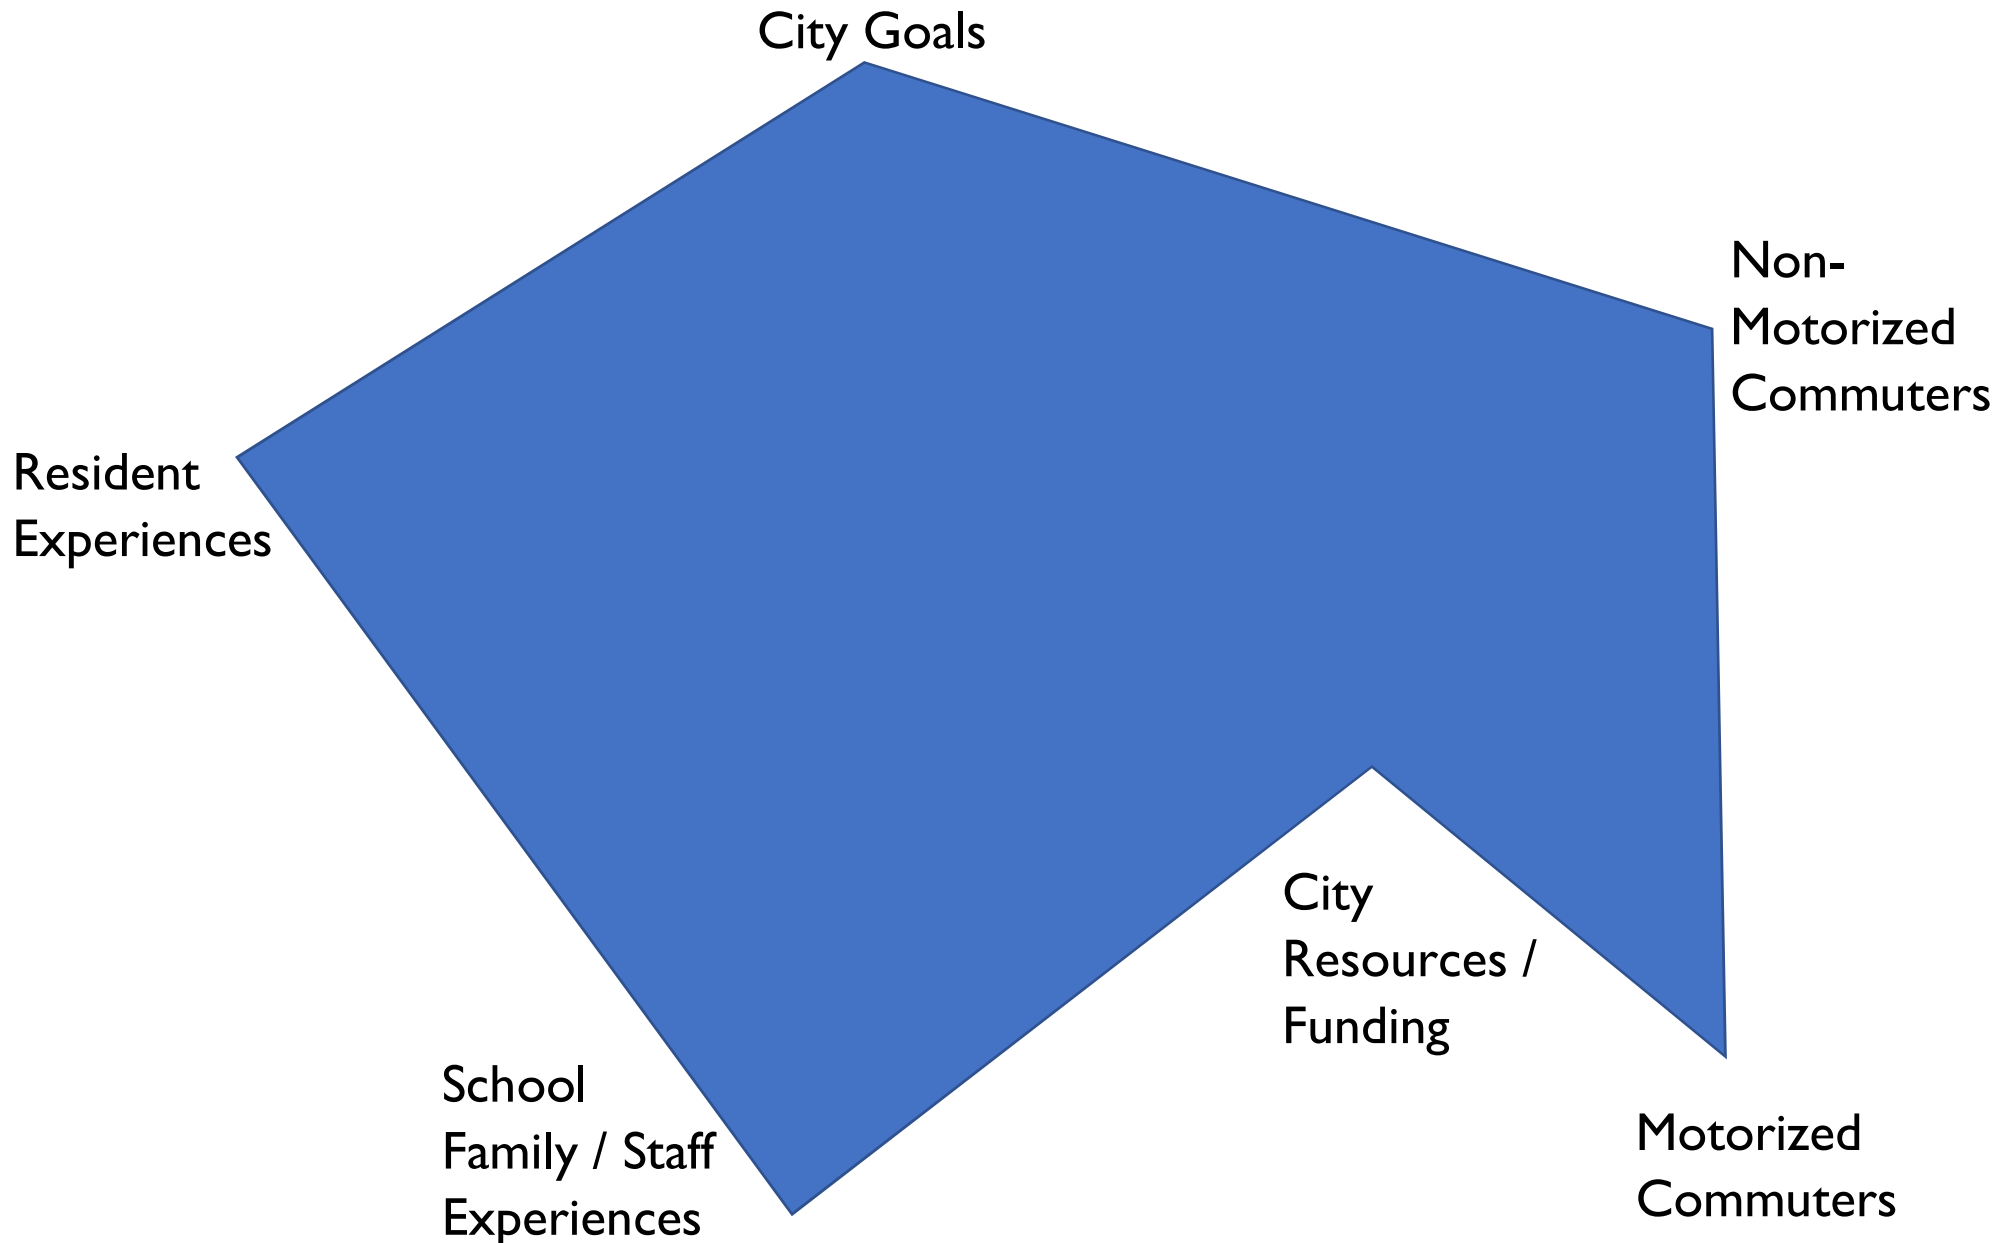 City Goals
Non-
Motorized
Commuters
Resident
Experiences
City
Resources /
Funding
School
Family / Staff
Experiences
Motorized
Commuters